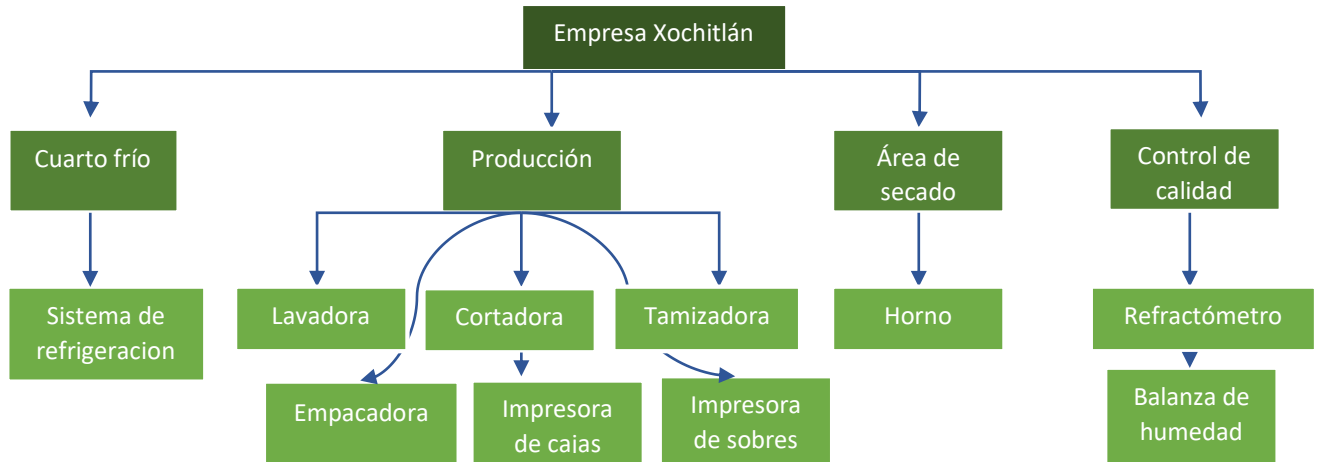 Empresa Xochitlán
Cuarto frío
Producción
Área de
secado
Control de
calidad
Sistema de
refrigeracion
Lavadora
Cortadora
Tamizadora
Horno
Refractómetro
Empacadora
Impresora
de cajas
Impresora
de sobres
Balanza de
humedad